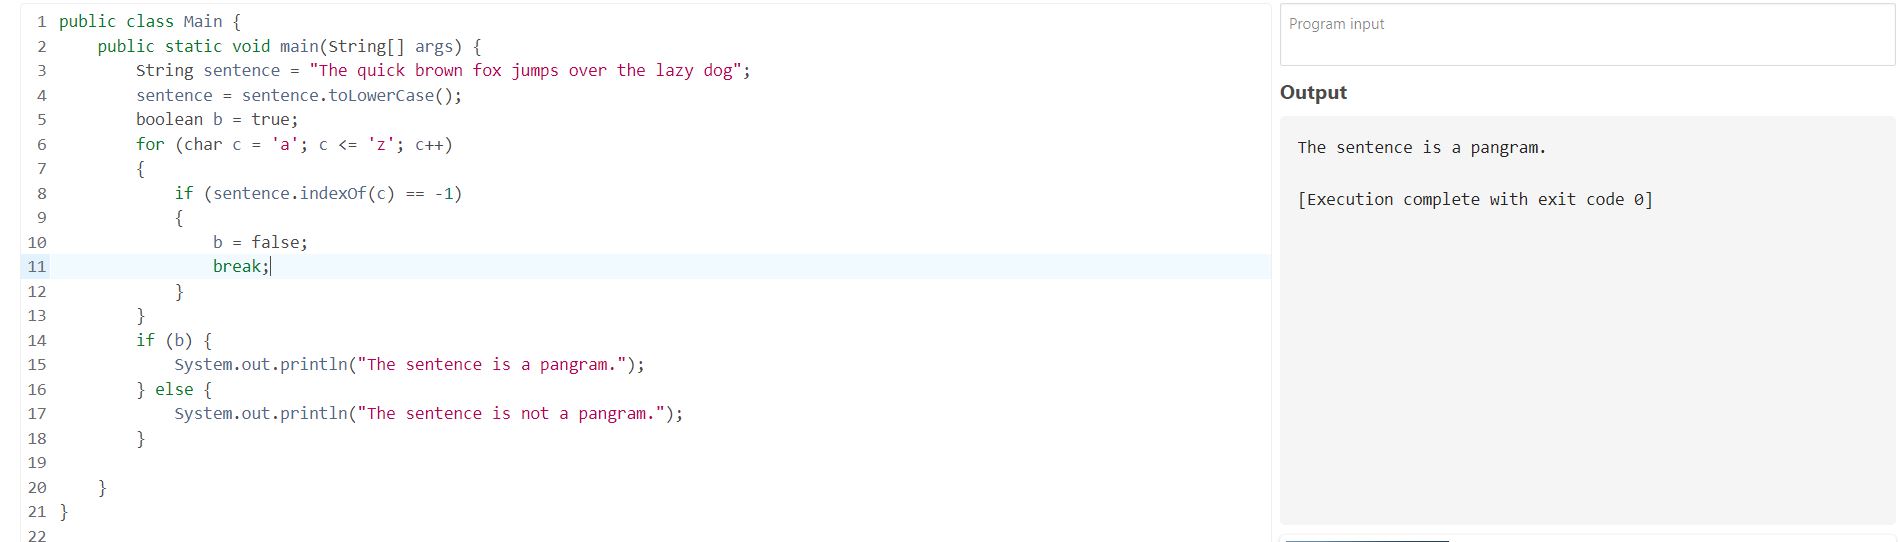 1 public class Main {
2 public static void main(String[] args) {
3 String sentence = "The quick brown fox jumps over the lazy dog";
4 sentence = sentence.toLowerCase();
5 boolean b = true;
6 for (char c = 'a'; c <= 'z'; c++)
7 {
8 if (sentence.indexOf(c) == -1)
9 {
10 b = false;
11 break;
12 }
13 }
14 if (b) {
15 System.out.println("The sentence is a pangram.");
16 } else {
17 System.out.println("The sentence is not a pangram.");
18 }
19
20 }
21 }
22
Program input
Output
The sentence is a pangram.
[Execution complete with exit code 0]